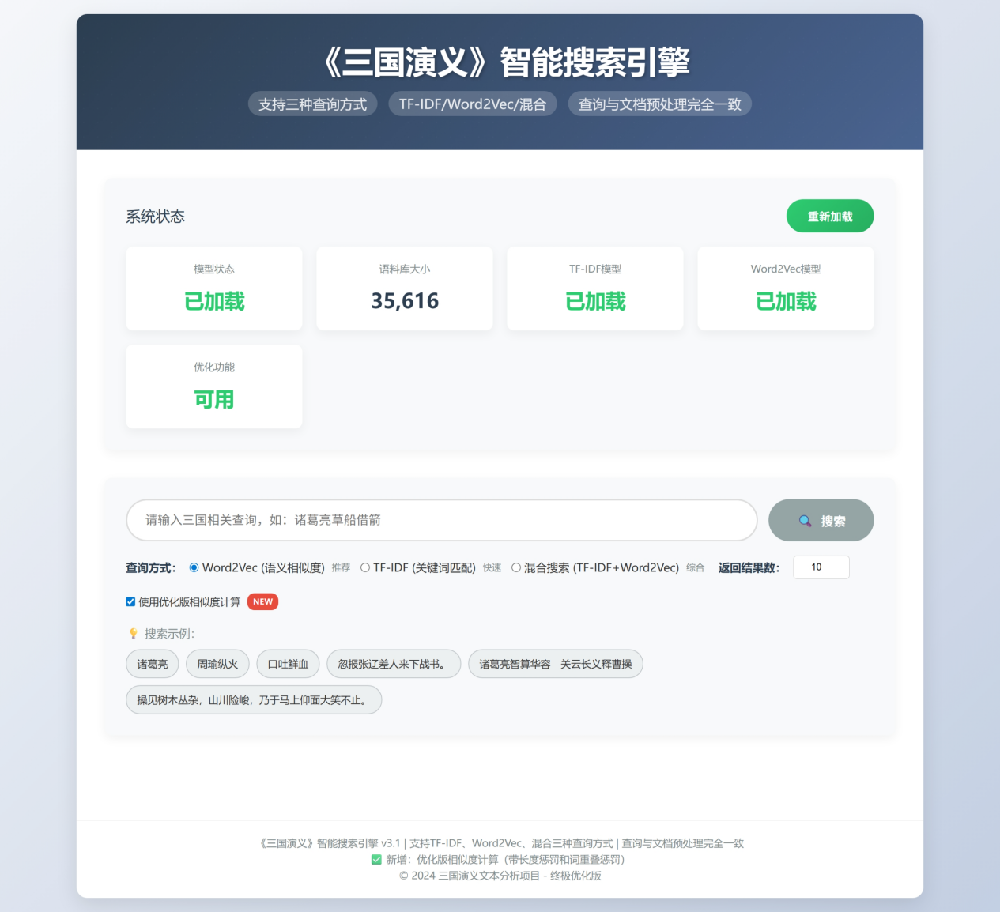 《三国演义》智能搜索引擎
支持三种查询方式 TF-IDF/Word2Vec/混合 查询与文档预处理完全一致
系统状态
重新加载
模型状态
已加载
语料库大小
35,616
TF-IDF模型
已加载
Word2Vec模型
已加载
优化功能
可用
请输入三国相关查询，如：诸葛亮草船借箭
搜索
查询方式： Word2Vec (语义相似度) 推荐 TF-IDF (关键词匹配) 快速 混合搜索 (TF-IDF+Word2Vec) 综合 返回结果数： 10
使用优化版相似度计算 NEW
搜索示例：
诸葛亮 周瑜纵火 口吐鲜血 忽报张辽差人来下战书。 诸葛亮智算华容　关云长义释曹操
操见树木丛杂，山川险峻，乃于马上仰面大笑不止。
《三国演义》智能搜索引擎 v3.1 | 支持TF-IDF、Word2Vec、混合三种查询方式 | 查询与文档预处理完全一致
✅ 新增：优化版相似度计算（带长度惩罚和词重叠惩罚）
© 2024 三国演义文本分析项目 - 终极优化版